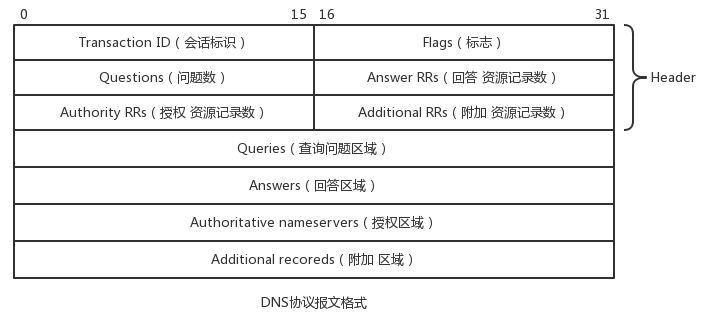 0 15 16 31
Transaction ID（会话标识） Flags（标志）
Questions（问题数） Answer RRs（回答 资源记录数） Header
Authority RRs（授权 资源记录数） Additional RRs（附加 资源记录数）
Queries（查询问题区域）
Answers（回答区域）
Authoritative nameservers（授权区域）
Additional recoreds（附加 区域）
DNS协议报文格式